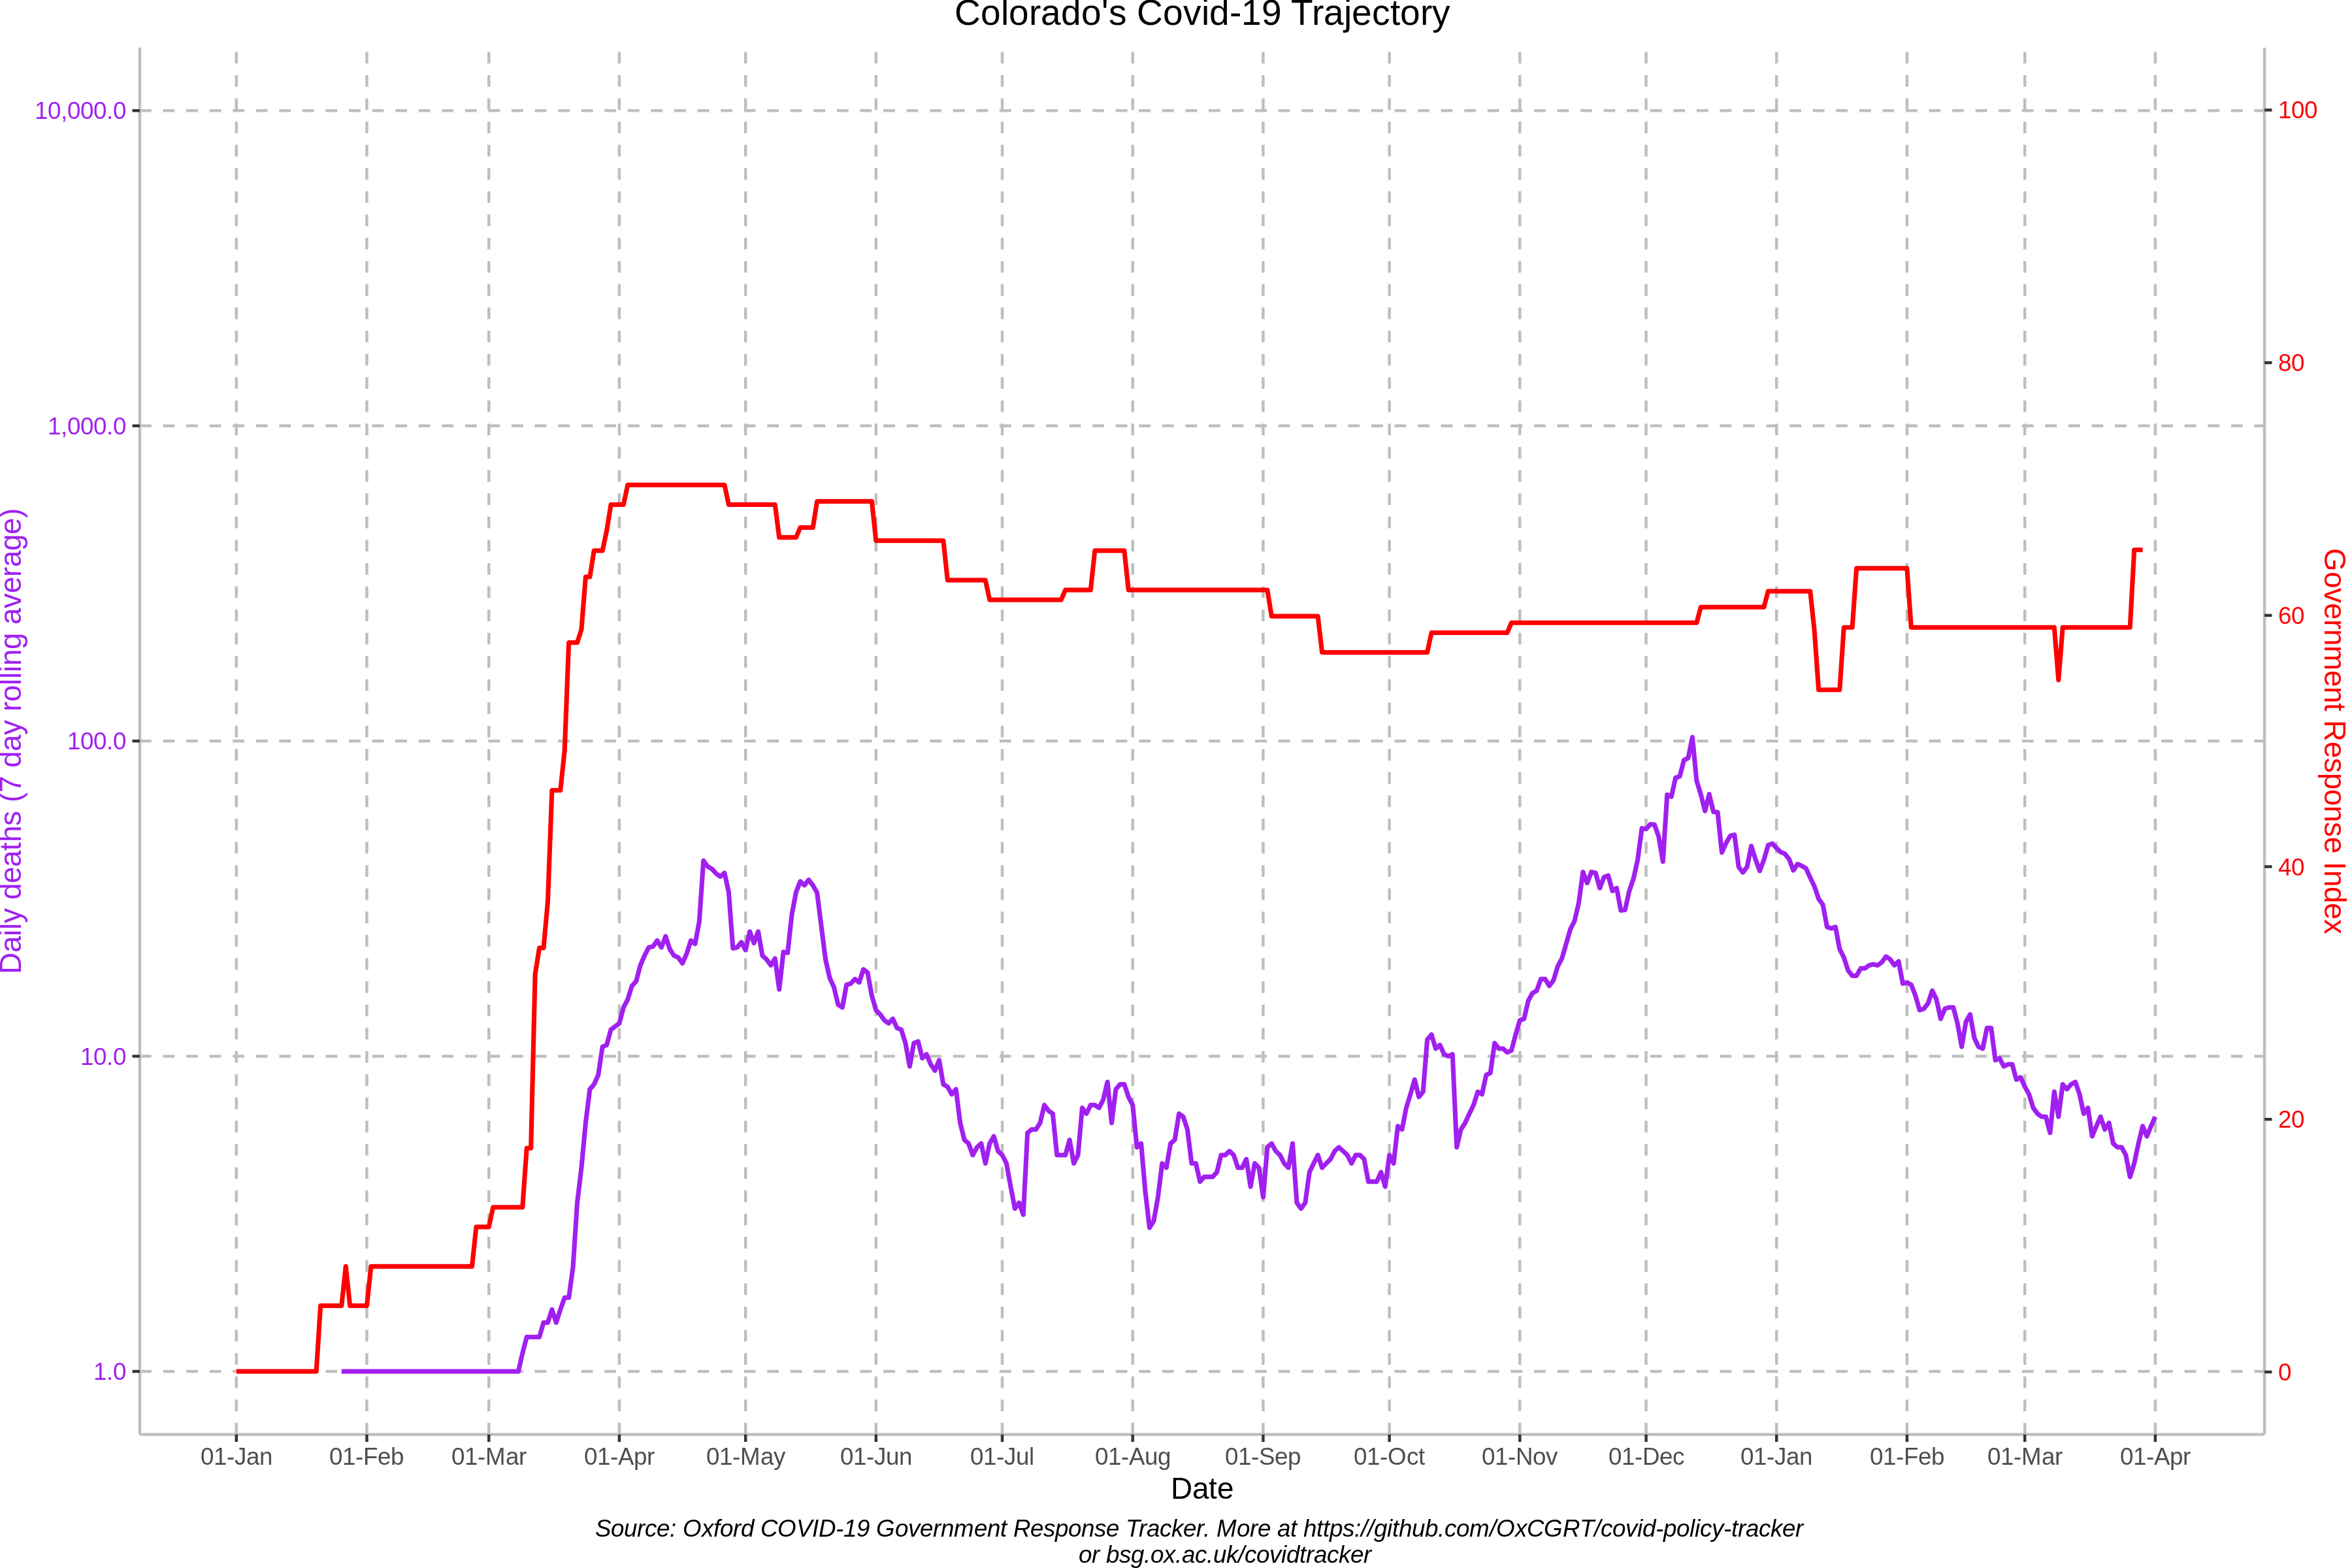 Colorado's Covid-19 Trajectory
10,000.0
1,000.0
100.0
10.0
1.0
Daily deaths (7 day rolling average)
100
80
60
40
20
0
Government Response Index
01-Jan 01-Feb 01-Mar 01-Apr 01-May 01-Jun 01-Jul 01-Aug 01-Sep 01-Oct 01-Nov 01-Dec 01-Jan 01-Feb 01-Mar 01-Apr
Date
Source: Oxford COVID-19 Government Response Tracker. More at https://github.com/OxCGRT/covid-policy-tracker
or bsg.ox.ac.uk/covidtracker